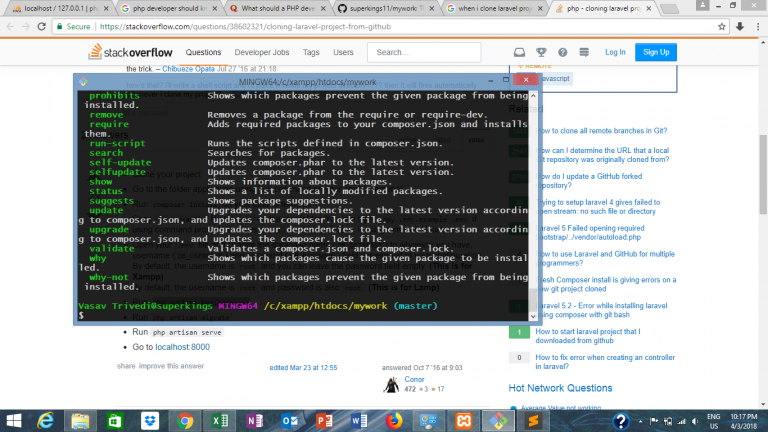 localhost / 127.0.0.1 | ph
php developer should kn
What should a PHP deve
superkings11/mywork: T
when i clone laravel proj
php - cloning laravel proj
Secure | https://stackoverflow.com/questions/38602321/cloning-laravel-project-from-github
stackoverflow Questions Developer Jobs Tags Users Search... Log In Sign Up
the trick. – Chibueze Opata Jul 27 '16 at 21:18
javascript
MINGW64:/c/xampp/htdocs/mywork
prohibits Shows which packages prevent the given package from being
installed.
remove Removes a package from the require or require-dev.
require Adds required packages to your composer.json and installs
them.
run-script Runs the scripts defined in composer.json.
search Searches for packages.
self-update Updates composer.phar to the latest version.
selfupdate Updates composer.phar to the latest version.
show Shows information about packages.
status Shows a list of locally modified packages.
suggests Shows package suggestions.
update Upgrades your dependencies to the latest version accordin
g to composer.json, and updates the composer.lock file.
upgrade Upgrades your dependencies to the latest version accordin
g to composer.json, and updates the composer.lock file.
validate Validates a composer.json and composer.lock.
why Shows which packages cause the given package to be instal
led.
why-not Shows which packages prevent the given package from being
installed.
Vasav Trivedi@superkings MINGW64 /c/xampp/htdocs/mywork (master)
$
Run php artisan serve
Go to localhost:8000
share improve this answer
edited Mar 23 at 12:55
answered Oct 7 '16 at 9:03
Conor
472 3 17
Related
How to clone all remote branches in Git?
How can I determine the URL that a local
Git repository was originally cloned from?
How do I update a GitHub forked
repository?
Trying to setup laravel 4 gives failed to
open stream: no such file or directory
Laravel 5 Failed opening required
bootstrap/../vendor/autoload.php
How to use Laravel and GitHub for multiple
programmers?
Fresh Composer install is giving errors on a
new git project cloned
Laravel 5.2 - Error while installing laravel
using composer with git bash
1 How to start laravel project that I
downloaded from github
0 How to fix error when creating an controller
in laravel?
Hot Network Questions
Average Value not working
ENG
IN
10:17 PM
4/3/2018